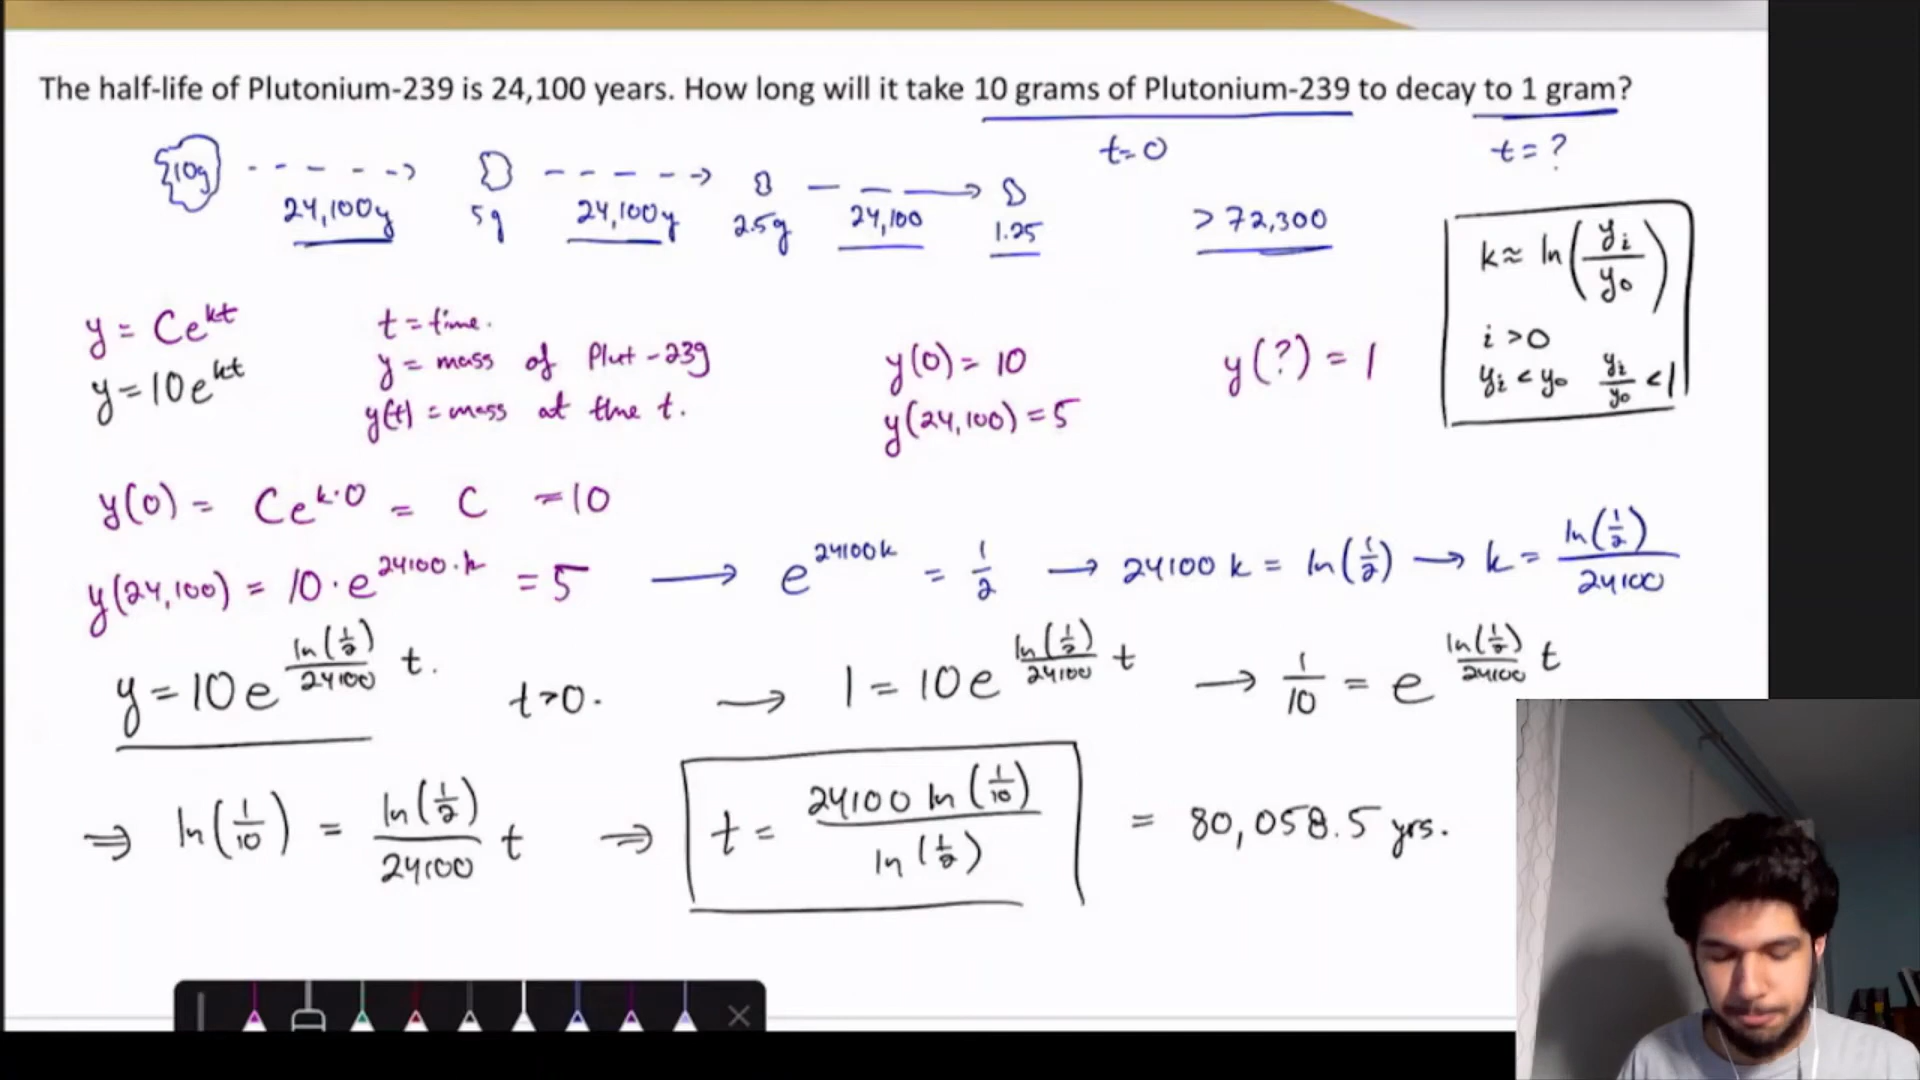 The half-life of Plutonium-239 is 24,100 years. How long will it take 10 grams of Plutonium-239 to decay to 1 gram?
t=0 t = ?
10g 24,100y 5g 24,100y 2.5g 24,100 1.25 > 72,300
k ≈ ln(yᵢ/y₀)
i > 0
yᵢ < y₀ yᵢ/y₀ < 1
y = Ce^{kt}
y = 10e^{kt}
t = time.
y = mass of Plut-239
y(t) = mass at time t.
y(0) = 10
y(24,100) = 5
y(?) = 1
y(0) = Ce^{k·0} = C = 10
y(24,100) = 10·e^{24100·k} = 5 → e^{24100k} = 1/2 → 24100 k = ln(1/2) → k = ln(1/2)/24100
y = 10e^{ln(1/2)/24100 t}. t>0. → 1 = 10e^{ln(1/2)/24100 t} → 1/10 = e^{ln(1/2)/24100 t}
⇒ ln(1/10) = ln(1/2)/24100 t ⇒ t = 24100 ln(1/10)/ln(1/2) = 80,058.5 yrs.